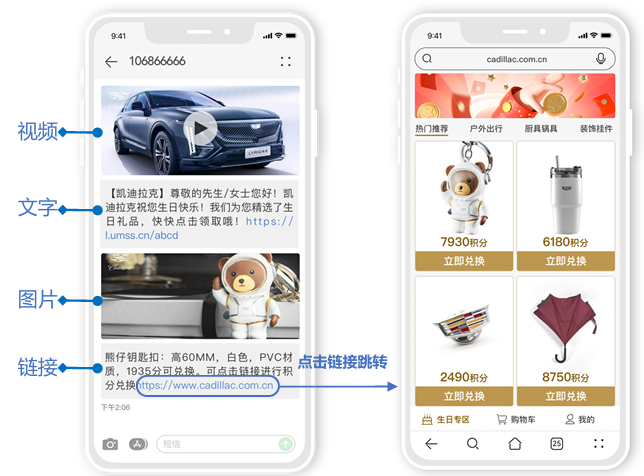 9:41
106866666
视频
文字
【凯迪拉克】尊敬的先生/女士您好！凯
迪拉克祝您生日快乐！我们为您精选了生
日礼品，快快点击领取哦！https://
l.umss.cn/abcd
图片
链接
熊仔钥匙扣：高60MM，白色，PVC材
质，1935分可兑换。可点击链接进行积
分兑换https://www.cadillac.com.cn
下午2:06
短信
点击链接跳转
9:41
cadillac.com.cn
热门推荐 户外出行 厨具锅具 装饰挂件
7930积分 6180积分
立即兑换 立即兑换
2490积分 8750积分
立即兑换 立即兑换
生日专区 购物车 我的
25